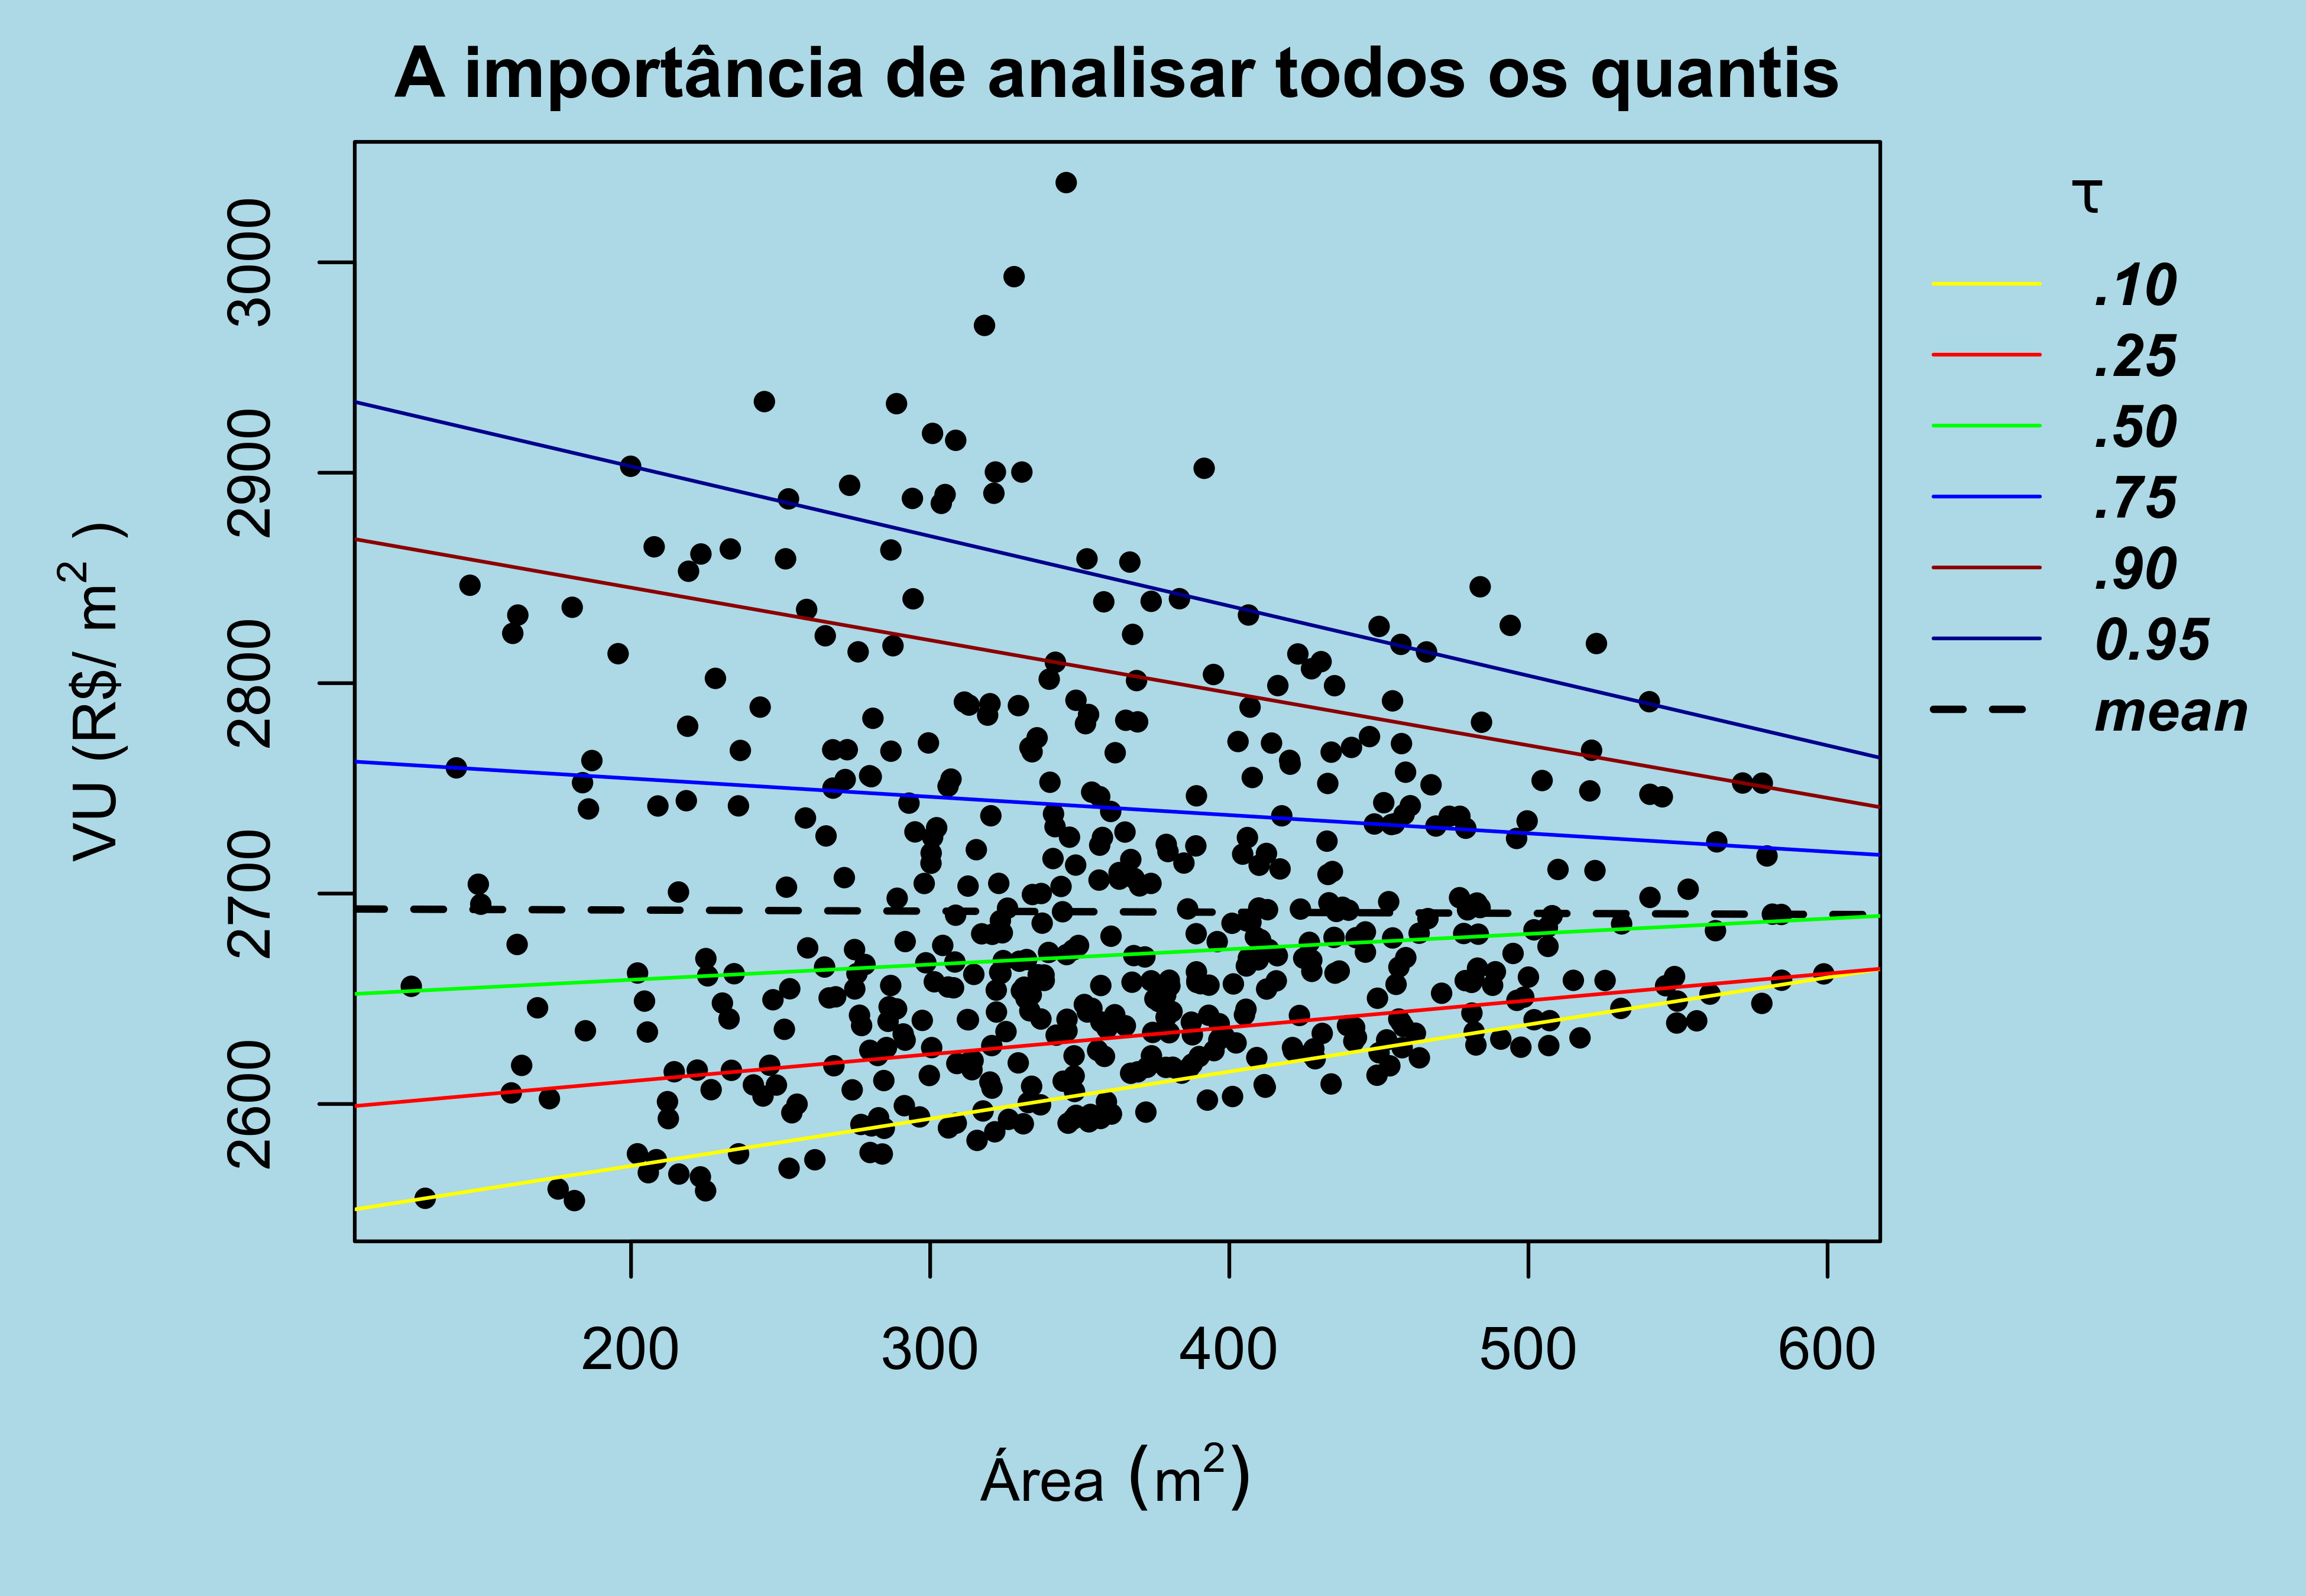 A importância de analisar todos os quantis
VU (R$/ m²)
3000
2900
2800
2700
2600
200 300 400 500 600
Área (m²)
τ
.10
.25
.50
.75
.90
0.95
mean